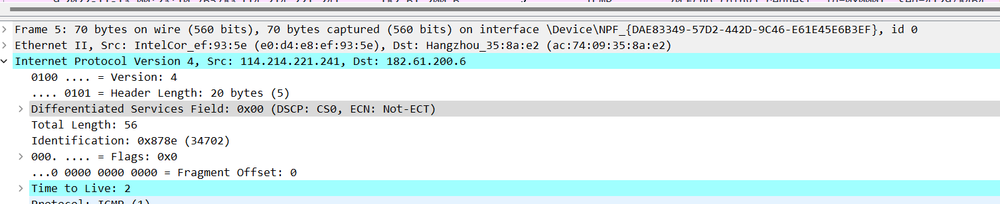 Frame 5: 70 bytes on wire (560 bits), 70 bytes captured (560 bits) on interface \Device\NPF_{DAE83349-57D2-442D-9C46-E61E45E6B3EF}, id 0
Ethernet II, Src: IntelCor_ef:93:5e (e0:d4:e8:ef:93:5e), Dst: Hangzhou_35:8a:e2 (ac:74:09:35:8a:e2)
Internet Protocol Version 4, Src: 114.214.221.241, Dst: 182.61.200.6
0100 .... = Version: 4
.... 0101 = Header Length: 20 bytes (5)
Differentiated Services Field: 0x00 (DSCP: CS0, ECN: Not-ECT)
Total Length: 56
Identification: 0x878e (34702)
000. .... = Flags: 0x0
...0 0000 0000 0000 = Fragment Offset: 0
Time to Live: 2
Protocol: ICMP (1)